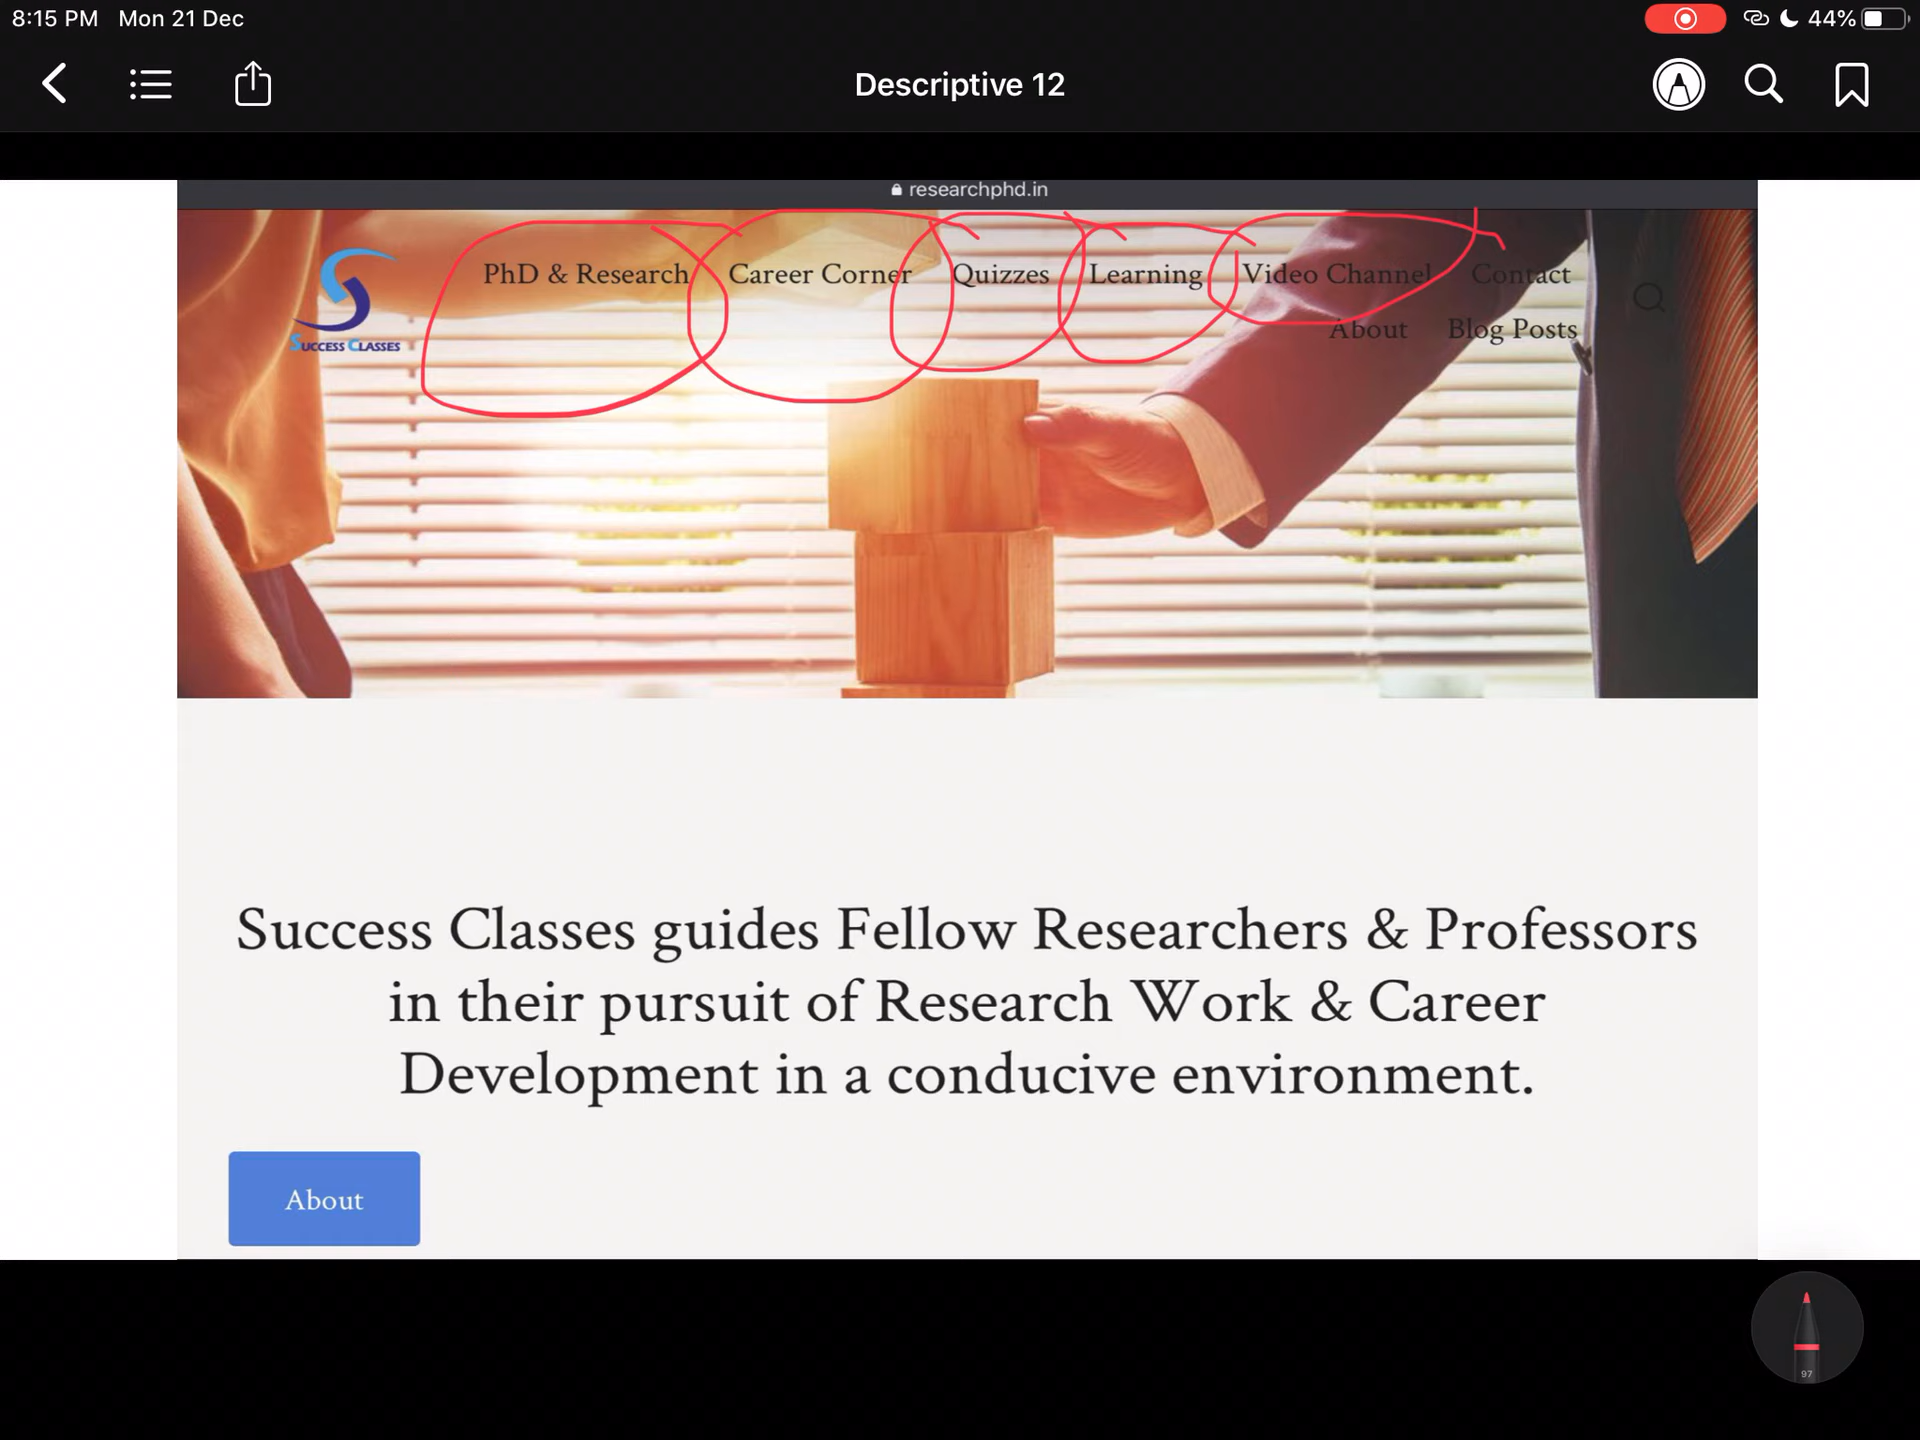 8:15 PM Mon 21 Dec
44%
Descriptive 12
researchphd.in
PhD & Research Career Corner Quizzes Learning Video Channel Contact
About Blog Posts
SUCCESS CLASSES
Success Classes guides Fellow Researchers & Professors
in their pursuit of Research Work & Career
Development in a conducive environment.
About
97